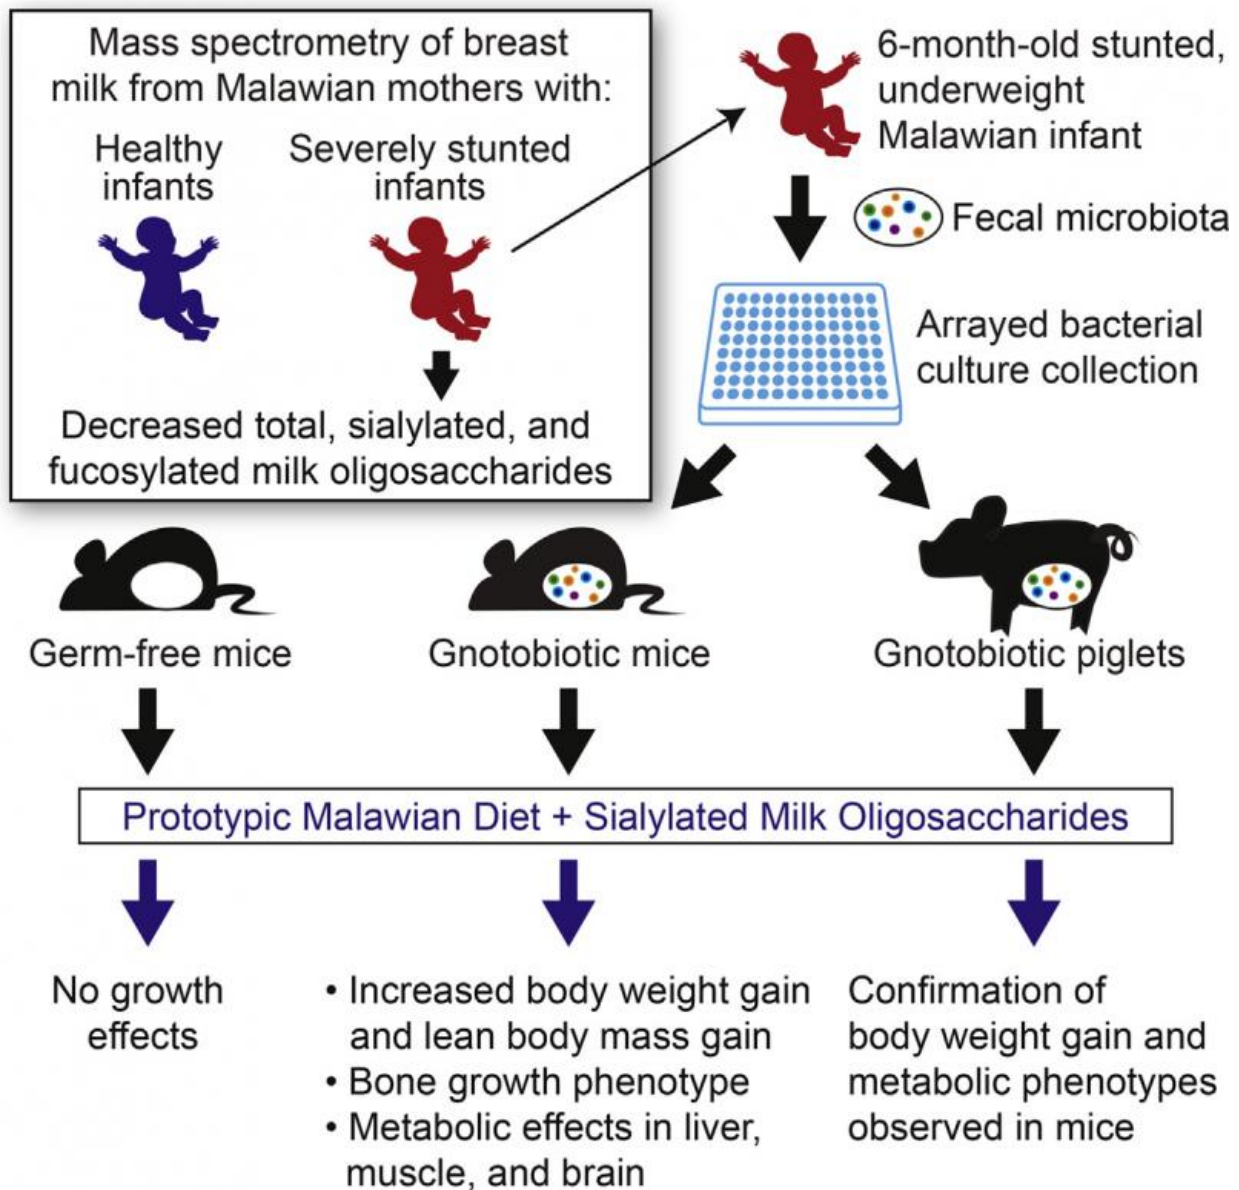 Mass spectrometry of breast
milk from Malawian mothers with:
Healthy
infants
Severely stunted
infants
Decreased total, sialylated, and
fucosylated milk oligosaccharides
6-month-old stunted,
underweight
Malawian infant
Fecal microbiota
Arrayed bacterial
culture collection
Germ-free mice
Gnotobiotic mice
Gnotobiotic piglets
Prototypic Malawian Diet + Sialylated Milk Oligosaccharides
No growth
effects
• Increased body weight gain
and lean body mass gain
• Bone growth phenotype
• Metabolic effects in liver,
muscle, and brain
Confirmation of
body weight gain and
metabolic phenotypes
observed in mice